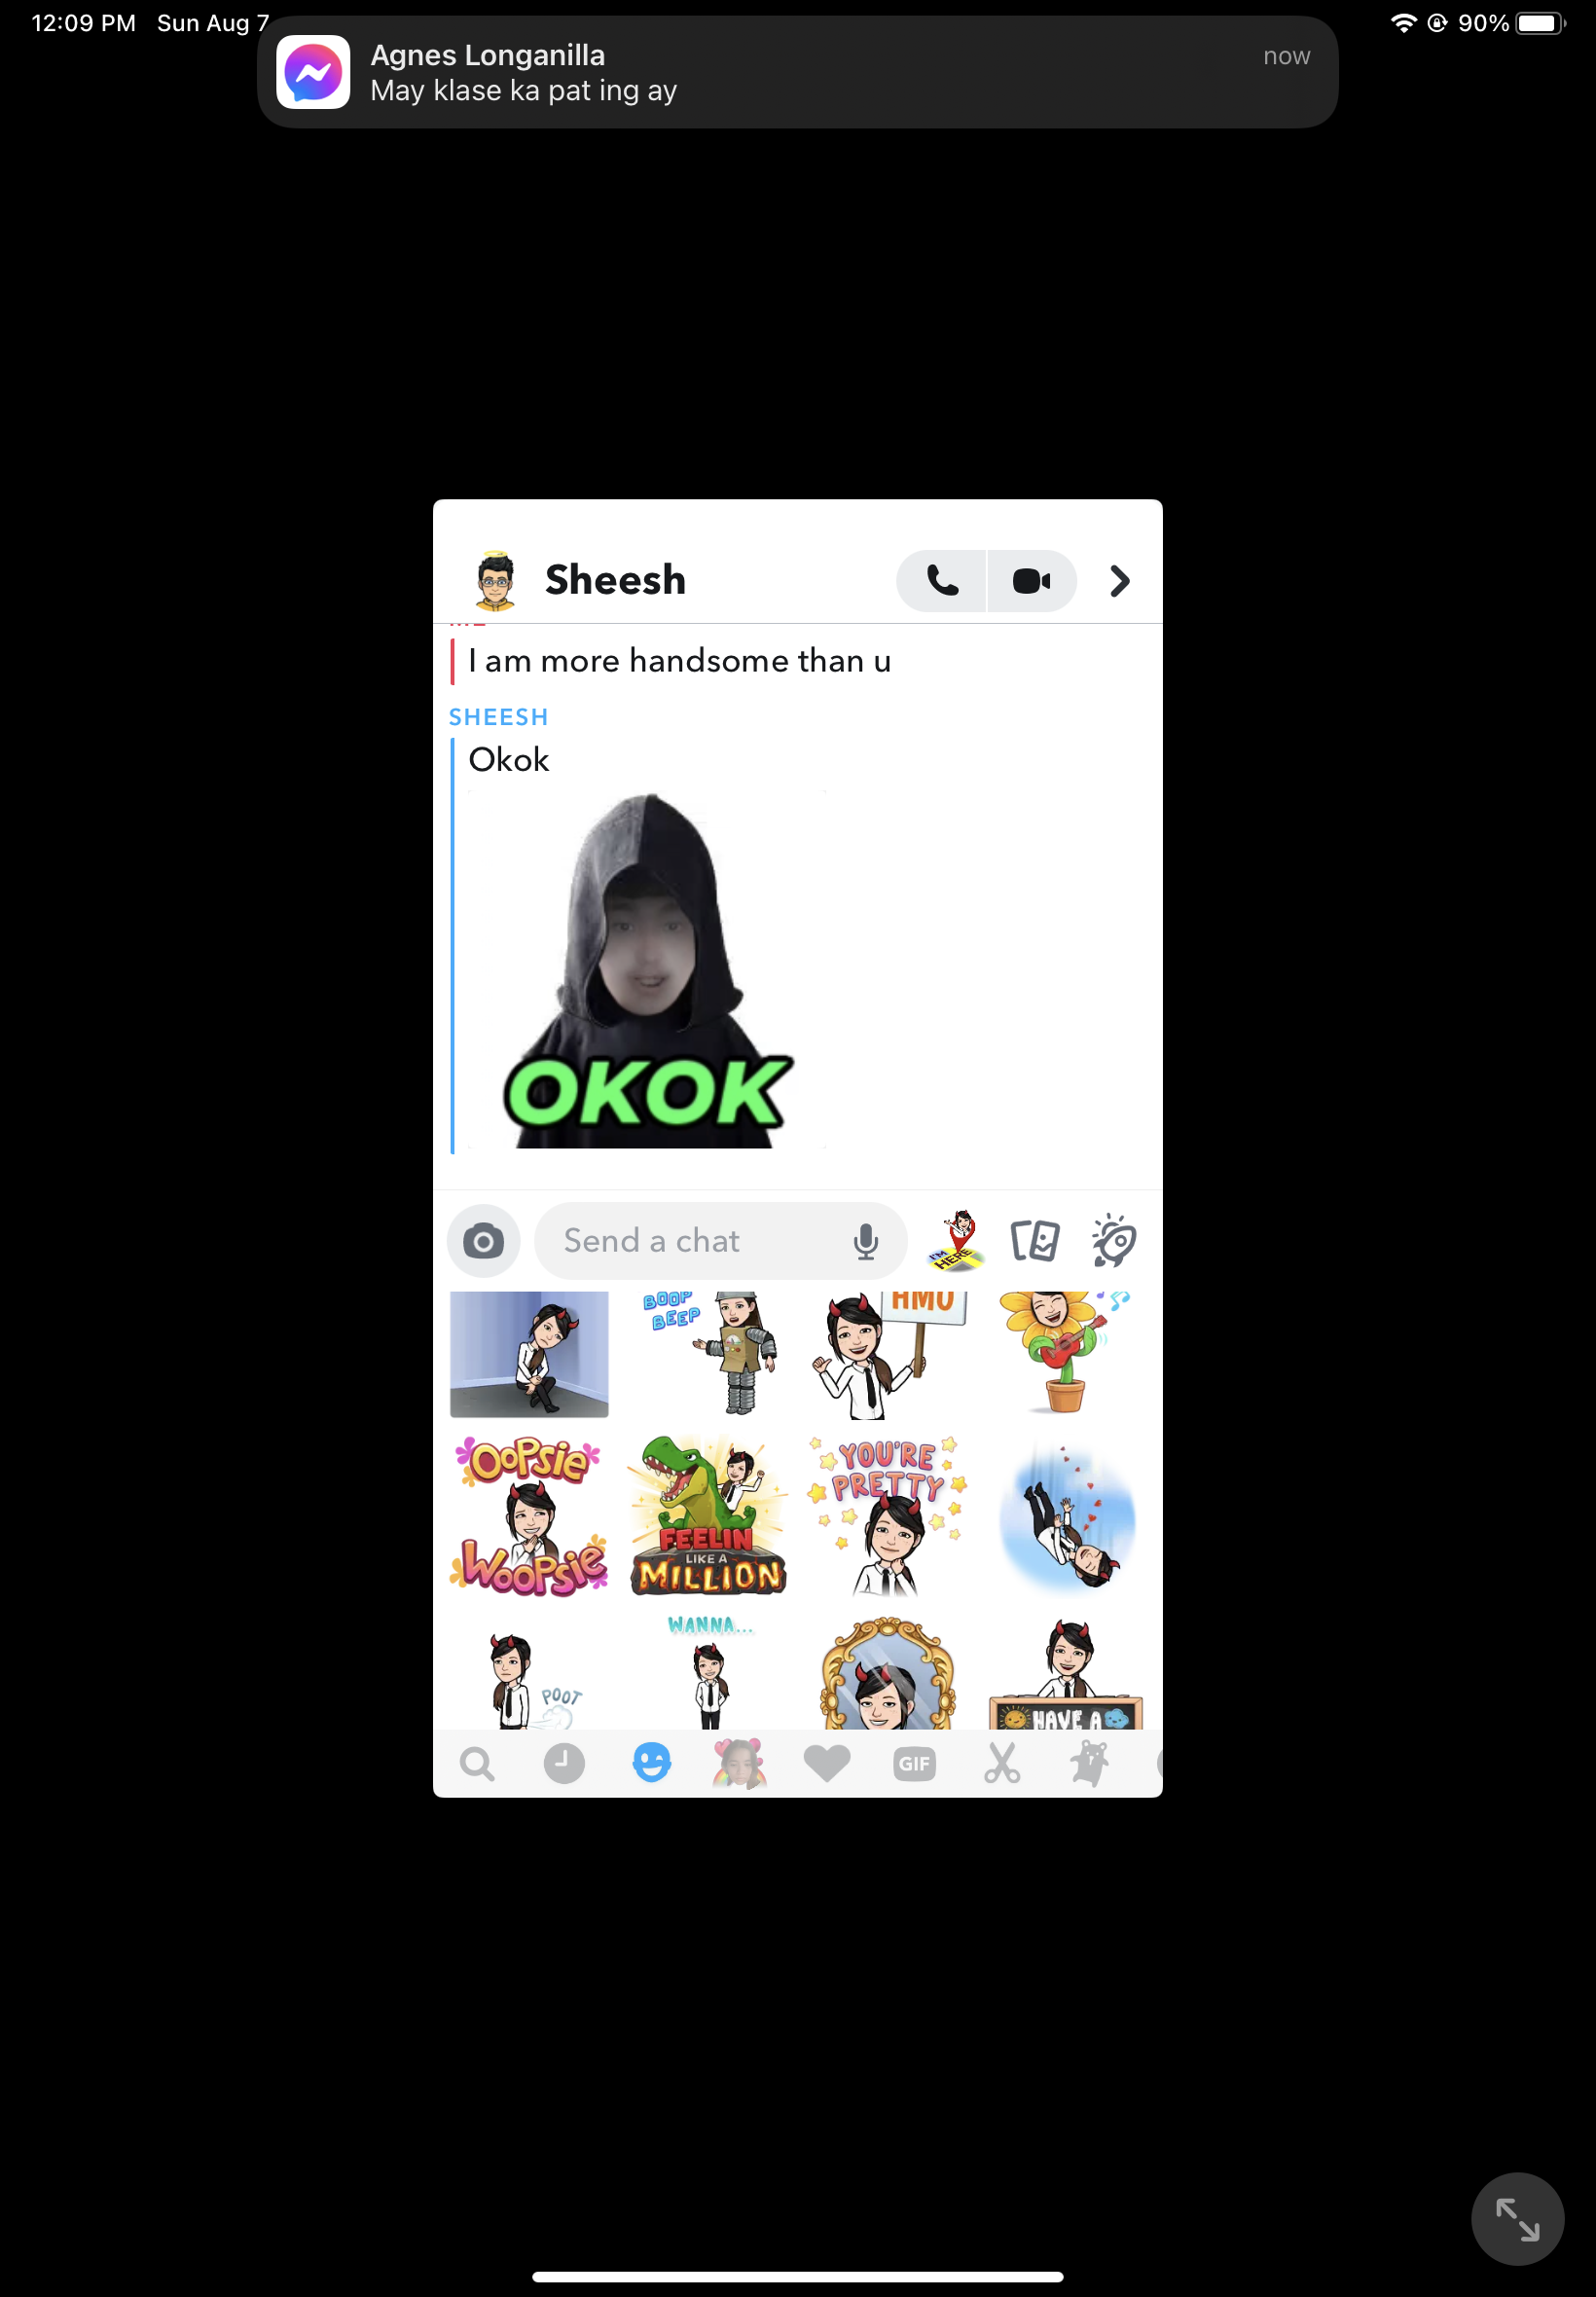 12:09 PM Sun Aug 7
90%
Agnes Longanilla
now
May klase ka pat ing ay
Sheesh
ME
I am more handsome than u
SHEESH
Okok
OKOK
Send a chat
I'M HERE
BOOP
BEEP
HMU
OOPSIE
WOOPSIE
FEELIN
LIKE A
MILLION
YOU'RE
PRETTY
POOT
WANNA...
HAVE A
GIF